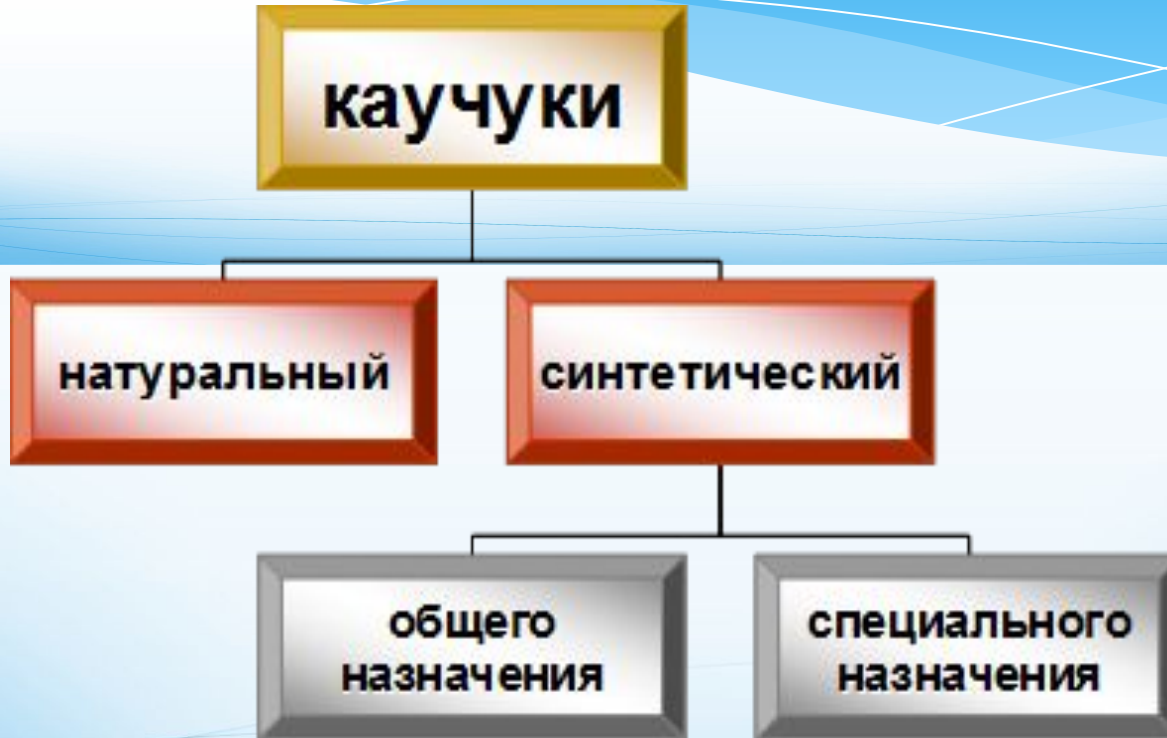 каучуки
натуральный
синтетический
общего
назначения
специального
назначения